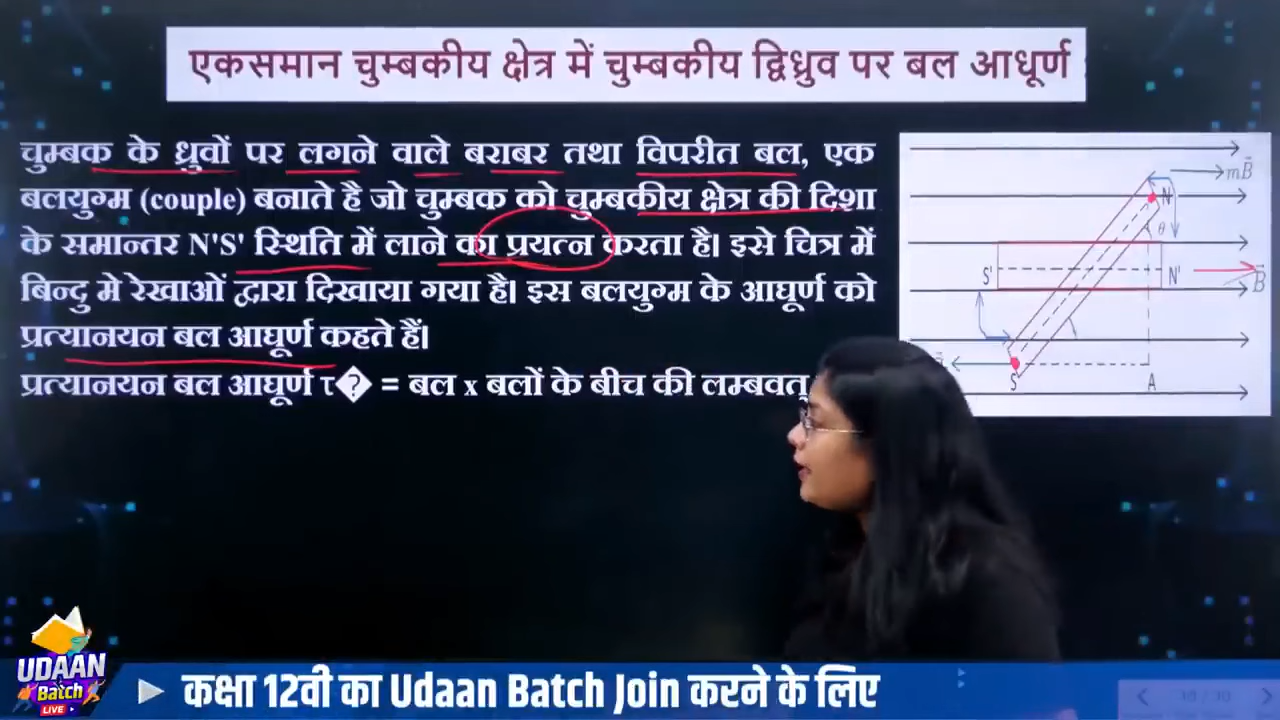 एकसमान चुम्बकीय क्षेत्र में चुम्बकीय द्विध्रुव पर बल आधूर्ण
चुम्बक के ध्रुवों पर लगने वाले बराबर तथा विपरीत बल, एक
बलयुग्म (couple) बनाते है जो चुम्बक को चुम्बकीय क्षेत्र की दिशा
के समान्तर N'S' स्थिति में लाने का प्रयत्न करता है। इसे चित्र में
बिन्दु मे रेखाओं द्वारा दिखाया गया है। इस बलयुग्म के आघूर्ण को
प्रत्यानयन बल आघूर्ण कहते हैं।
प्रत्यानयन बल आघूर्ण τ� = बल x बलों के बीच की लम्बवत्
mB⃗
N
θ
S'
N'
B⃗
S
A
UDAAN
Batch
LIVE
कक्षा 12वी का Udaan Batch Join करने के लिए